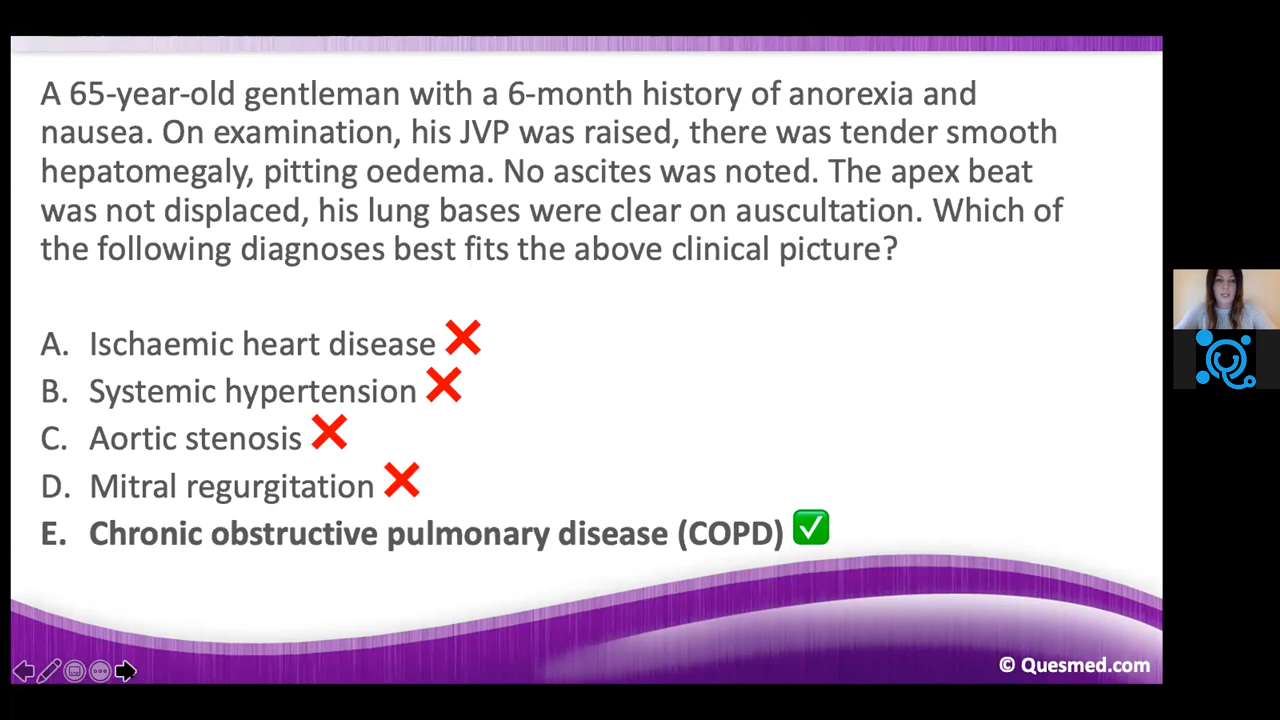 A 65-year-old gentleman with a 6-month history of anorexia and
nausea. On examination, his JVP was raised, there was tender smooth
hepatomegaly, pitting oedema. No ascites was noted. The apex beat
was not displaced, his lung bases were clear on auscultation. Which of
the following diagnoses best fits the above clinical picture?
A. Ischaemic heart disease
B. Systemic hypertension
C. Aortic stenosis
D. Mitral regurgitation
E. Chronic obstructive pulmonary disease (COPD)
© Quesmed.com